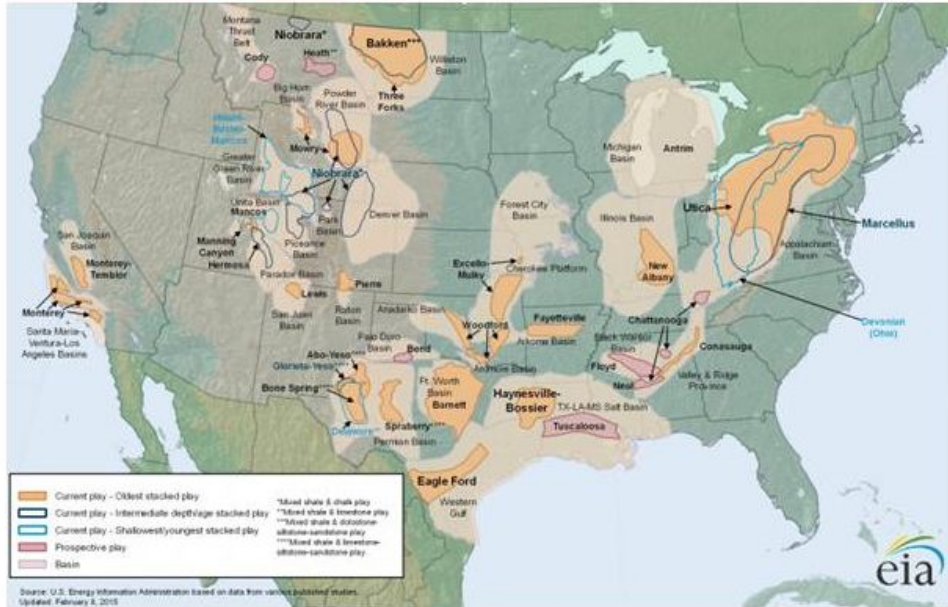 Montana
Thrust
Belt
Cody
Niobrara*
Heath**
Bakken***
Williston
Basin
Three
Forks
Big Horn
Basin
Powder
River Basin
Mowry
Hilliard-
Baxter-
Mancos
Greater
Green River
Basin
Niobrara*
Uinta Basin
Mancos
Park
Basin
Denver Basin
Manning
Canyon
Hermosa
Piceance
Basin
Paradox Basin
Lewis
San Juan
Basin
Pierre
Raton
Basin
San Joaquin
Basin
Monterey-
Temblor
Monterey
Santa Maria-
Ventura-Los
Angeles Basins
Michigan
Basin
Antrim
Forest City
Basin
Illinois Basin
Excello-
Mulky
Cherokee Platform
New
Albany
Utica
Marcellus
Appalachian
Basin
Devonian
(Ohio)
Anadarko Basin
Woodford
Fayetteville
Arkoma Basin
Chattanooga
Palo Duro
Basin
Bend
Ardmore Basin
Black Warrior
Basin
Conasauga
Floyd
Neal
Valley & Ridge
Province
Abo-Yeso****
Glorieta-Yeso****
Bone Spring****
Delaware
Spraberry****
Permian Basin
Ft. Worth
Basin
Barnett
Haynesville-
Bossier
TX-LA-MS Salt Basin
Tuscaloosa
Eagle Ford
Western
Gulf
Current play - Oldest stacked play
Current play - Intermediate depth/age stacked play
Current play - Shallowest/youngest stacked play
Prospective play
Basin
*Mixed shale & chalk play
**Mixed shale & limestone play
***Mixed shale & dolostone-
siltstone-sandstone play
****Mixed shale & limestone-
siltstone-sandstone play
Source: U.S. Energy Information Administration based on data from various published studies.
Updated: February 8, 2015
eia